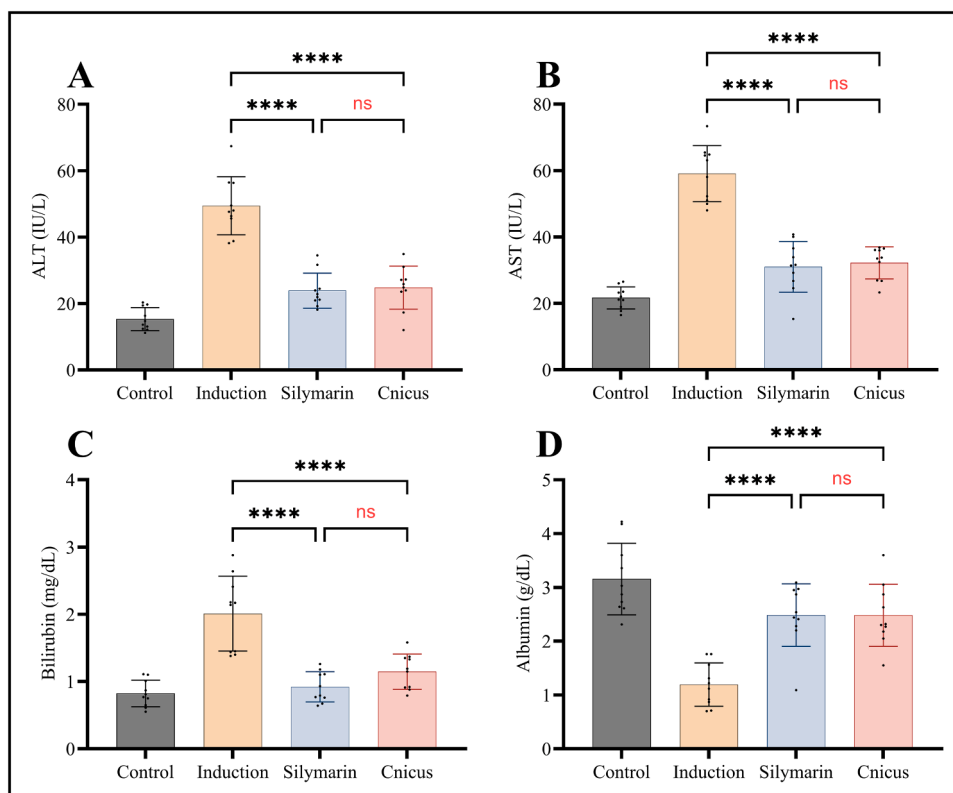 A
****
****
ns
ALT (IU/L)
80
60
40
20
0
Control Induction Silymarin Cnicus
B
****
****
ns
AST (IU/L)
80
60
40
20
0
Control Induction Silymarin Cnicus
C
****
****
ns
Bilirubin (mg/dL)
4
3
2
1
0
Control Induction Silymarin Cnicus
D
****
****
ns
Albumin (g/dL)
5
4
3
2
1
0
Control Induction Silymarin Cnicus